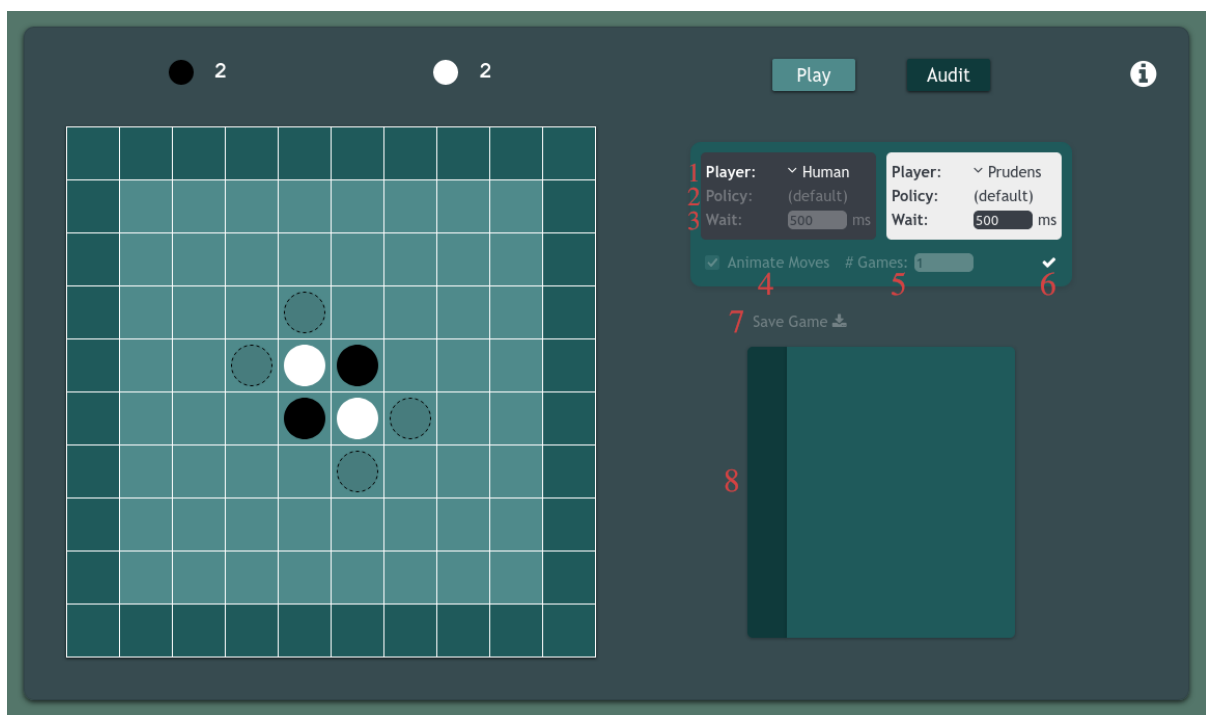 2 2 Play Audit
1 Player: Human Player: Prudens
2 Policy: (default) Policy: (default)
3 Wait: 500 ms Wait: 500 ms
Animate Moves # Games: 1
4 5 6
7 Save Game
8